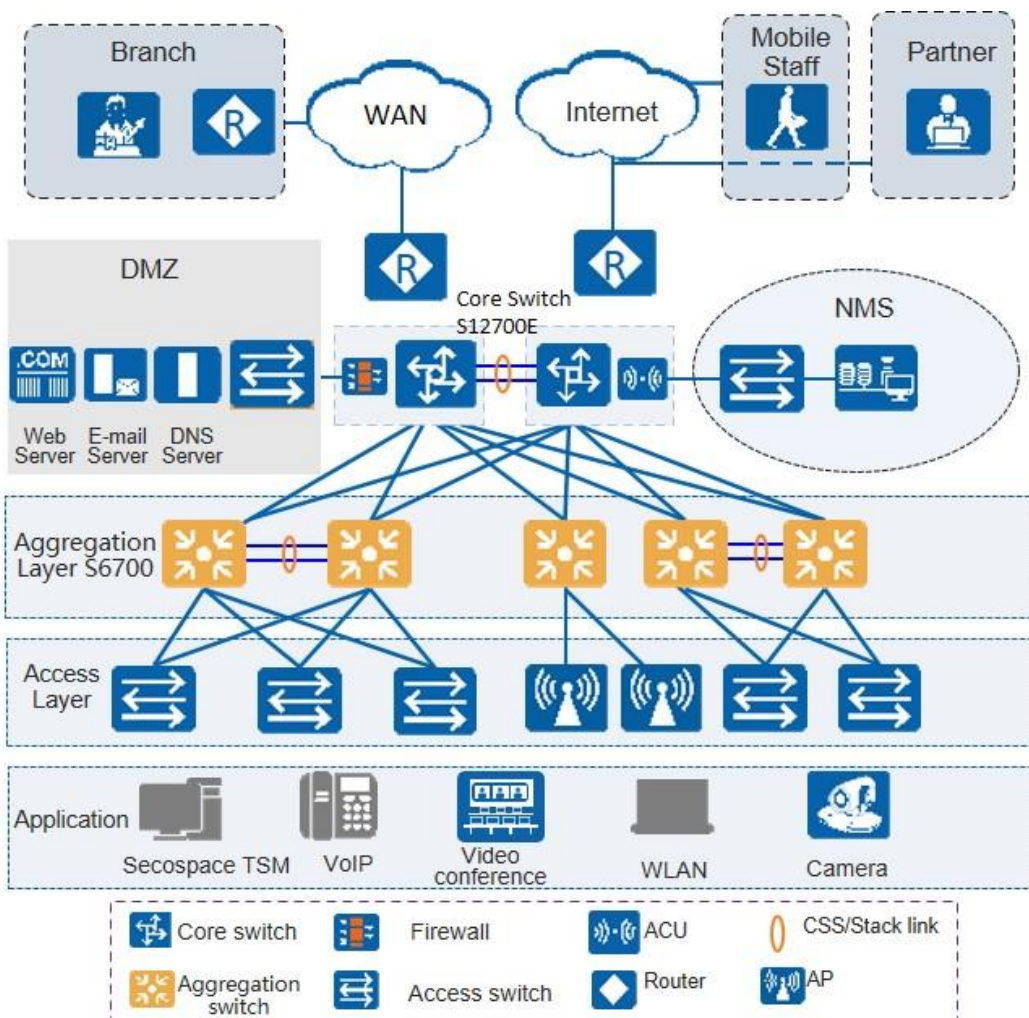 Branch
R
WAN
Internet
Mobile
Staff
Partner
R
R
DMZ
Core Switch
S12700E
NMS
.COM
Web
Server
E-mail
Server
DNS
Server
Aggregation
Layer S6700
Access
Layer
Application
Secospace TSM
VoIP
Video
conference
WLAN
Camera
Core switch
Firewall
ACU
CSS/Stack link
Aggregation
switch
Access switch
Router
AP